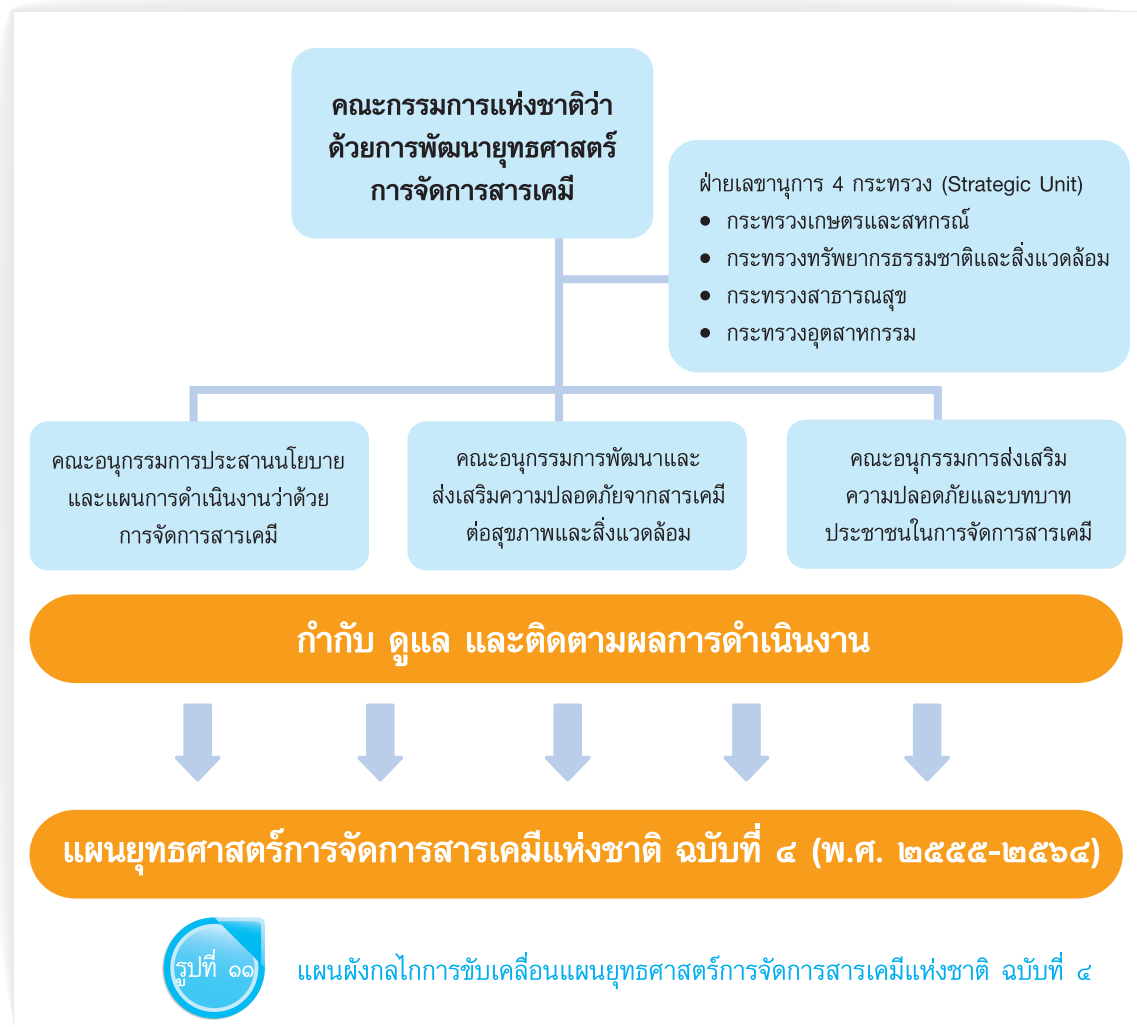 คณะกรรมการแห่งชาติว่า
ด้วยการพัฒนายุทธศาสตร์
การจัดการสารเคมี
ฝ่ายเลขานุการ 4 กระทรวง (Strategic Unit)
• กระทรวงเกษตรและสหกรณ์
• กระทรวงทรัพยากรธรรมชาติและสิ่งแวดล้อม
• กระทรวงสาธารณสุข
• กระทรวงอุตสาหกรรม
คณะอนุกรรมการประสานนโยบาย
และแผนการดำเนินงานว่าด้วย
การจัดการสารเคมี
คณะอนุกรรมการพัฒนาและ
ส่งเสริมความปลอดภัยจากสารเคมี
ต่อสุขภาพและสิ่งแวดล้อม
คณะอนุกรรมการส่งเสริม
ความปลอดภัยและบทบาท
ประชาชนในการจัดการสารเคมี
กำกับ ดูแล และติดตามผลการดำเนินงาน
แผนยุทธศาสตร์การจัดการสารเคมีแห่งชาติ ฉบับที่ ๔ (พ.ศ. ๒๕๕๕-๒๕๖๔)
รูปที่ ๑๑
แผนผังกลไกการขับเคลื่อนแผนยุทธศาสตร์การจัดการสารเคมีแห่งชาติ ฉบับที่ ๔